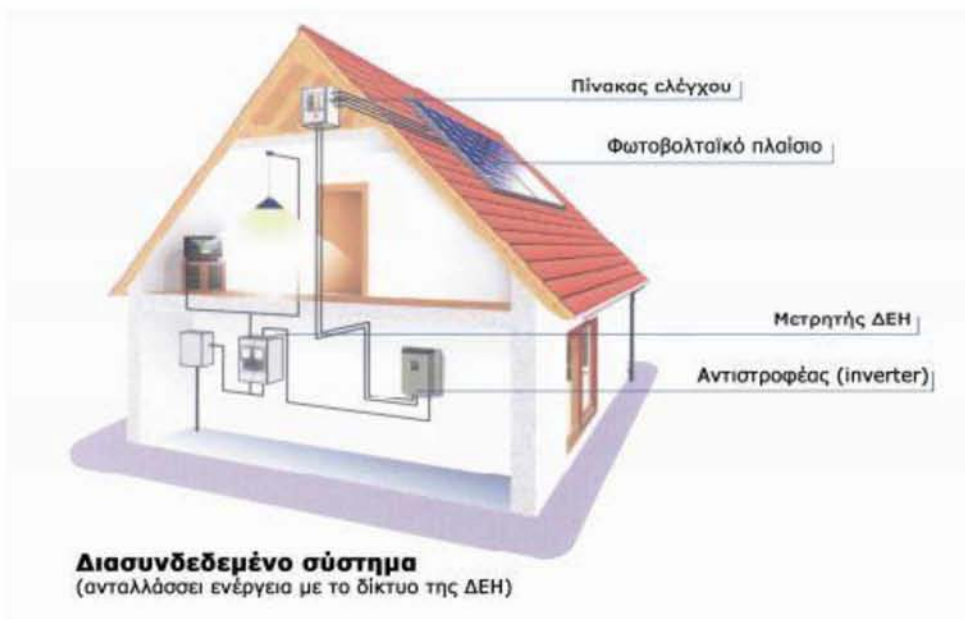 Πίνακας ελέγχου
Φωτοβολταϊκό πλαίσιο
Μετρητής ΔΕΗ
Αντιστροφέας (inverter)
Διασυνδεδεμένο σύστημα
(ανταλλάσσει ενέργεια με το δίκτυο της ΔΕΗ)